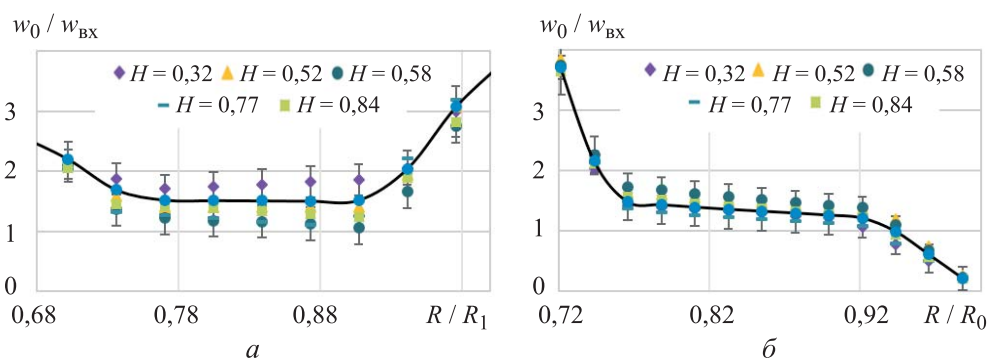 w₀ / wвх
H = 0,32 H = 0,52 H = 0,58
H = 0,77 H = 0,84
3
2
1
0
0,68 0,78 0,88 R / R₁
а
w₀ / wвх
H = 0,32 H = 0,52 H = 0,58
H = 0,77 H = 0,84
3
2
1
0
0,72 0,82 0,92 R / R₀
б